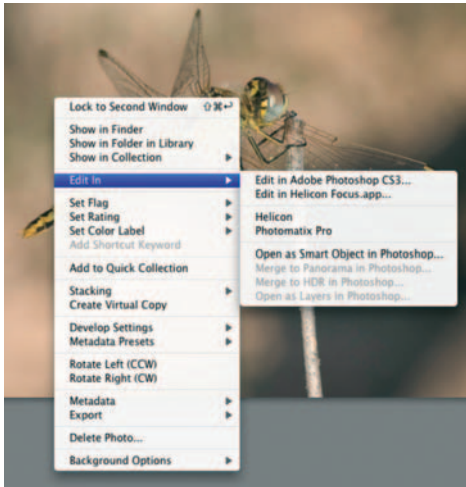 Lock to Second Window ⇧⌘↩
Show in Finder
Show in Folder in Library
Show in Collection
Edit In
Set Flag
Set Rating
Set Color Label
Add Shortcut Keyword
Add to Quick Collection
Stacking
Create Virtual Copy
Develop Settings
Metadata Presets
Rotate Left (CCW)
Rotate Right (CW)
Metadata
Export
Delete Photo...
Background Options
Edit in Adobe Photoshop CS3...
Edit in Helicon Focus.app...
Helicon
Photomatix Pro
Open as Smart Object in Photoshop...
Merge to Panorama in Photoshop...
Merge to HDR in Photoshop...
Open as Layers in Photoshop...